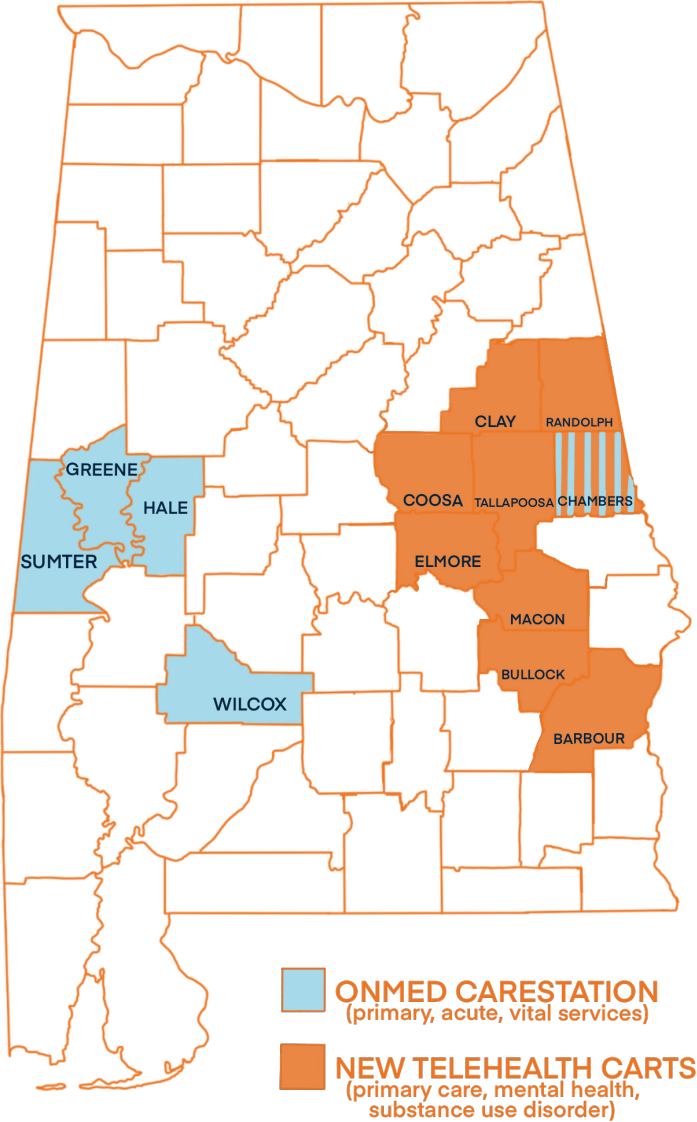 CLAY
RANDOLPH
GREENE
COOSA
TALLAPOOSA
CHAMBERS
HALE
SUMTER
ELMORE
MACON
BULLOCK
WILCOX
BARBOUR
ONMED CARESTATION
(primary, acute, vital services)
NEW TELEHEALTH CARTS
(primary care, mental health,
substance use disorder)